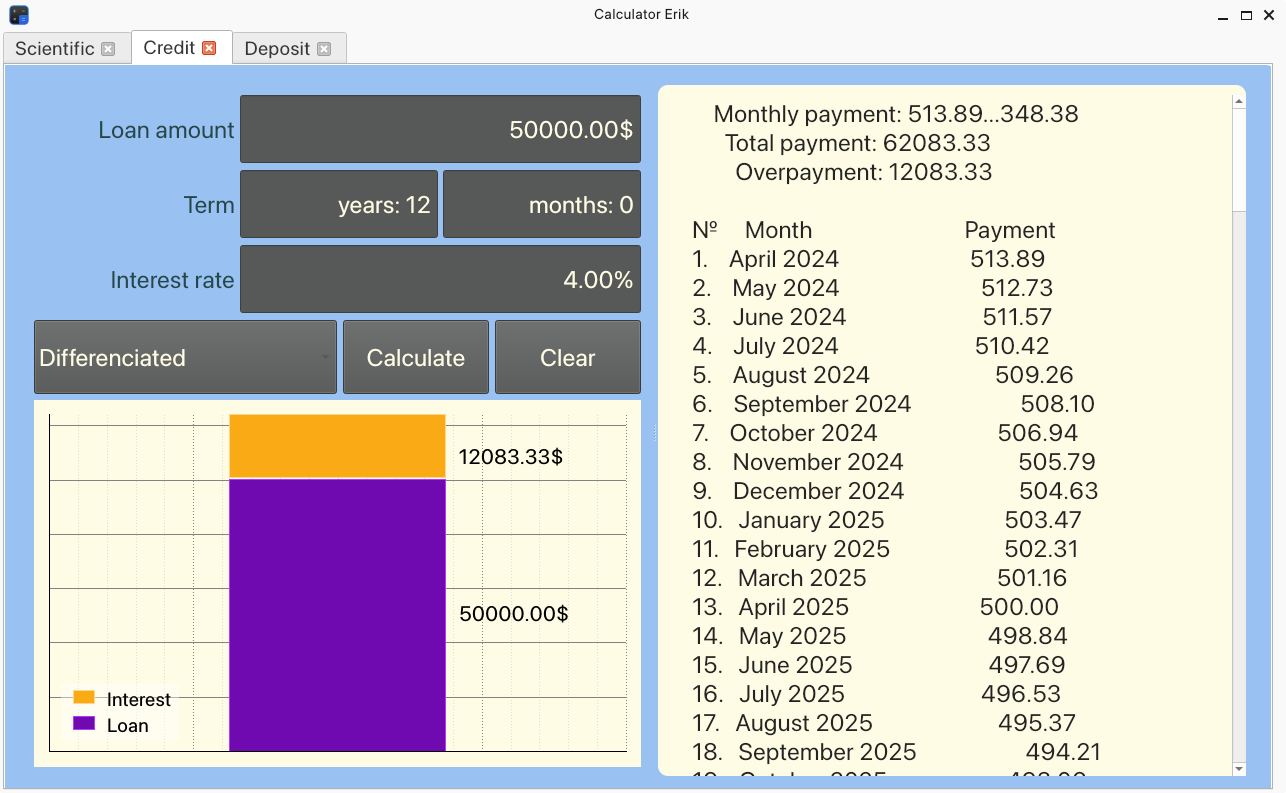 Calculator Erik
Scientific
Credit
Deposit
Loan amount
50000.00$
Term
years: 12
months: 0
Interest rate
4.00%
Differenciated
Calculate
Clear
12083.33$
50000.00$
Interest
Loan
Monthly payment: 513.89...348.38
Total payment: 62083.33
Overpayment: 12083.33
Nº Month Payment
1. April 2024 513.89
2. May 2024 512.73
3. June 2024 511.57
4. July 2024 510.42
5. August 2024 509.26
6. September 2024 508.10
7. October 2024 506.94
8. November 2024 505.79
9. December 2024 504.63
10. January 2025 503.47
11. February 2025 502.31
12. March 2025 501.16
13. April 2025 500.00
14. May 2025 498.84
15. June 2025 497.69
16. July 2025 496.53
17. August 2025 495.37
18. September 2025 494.21